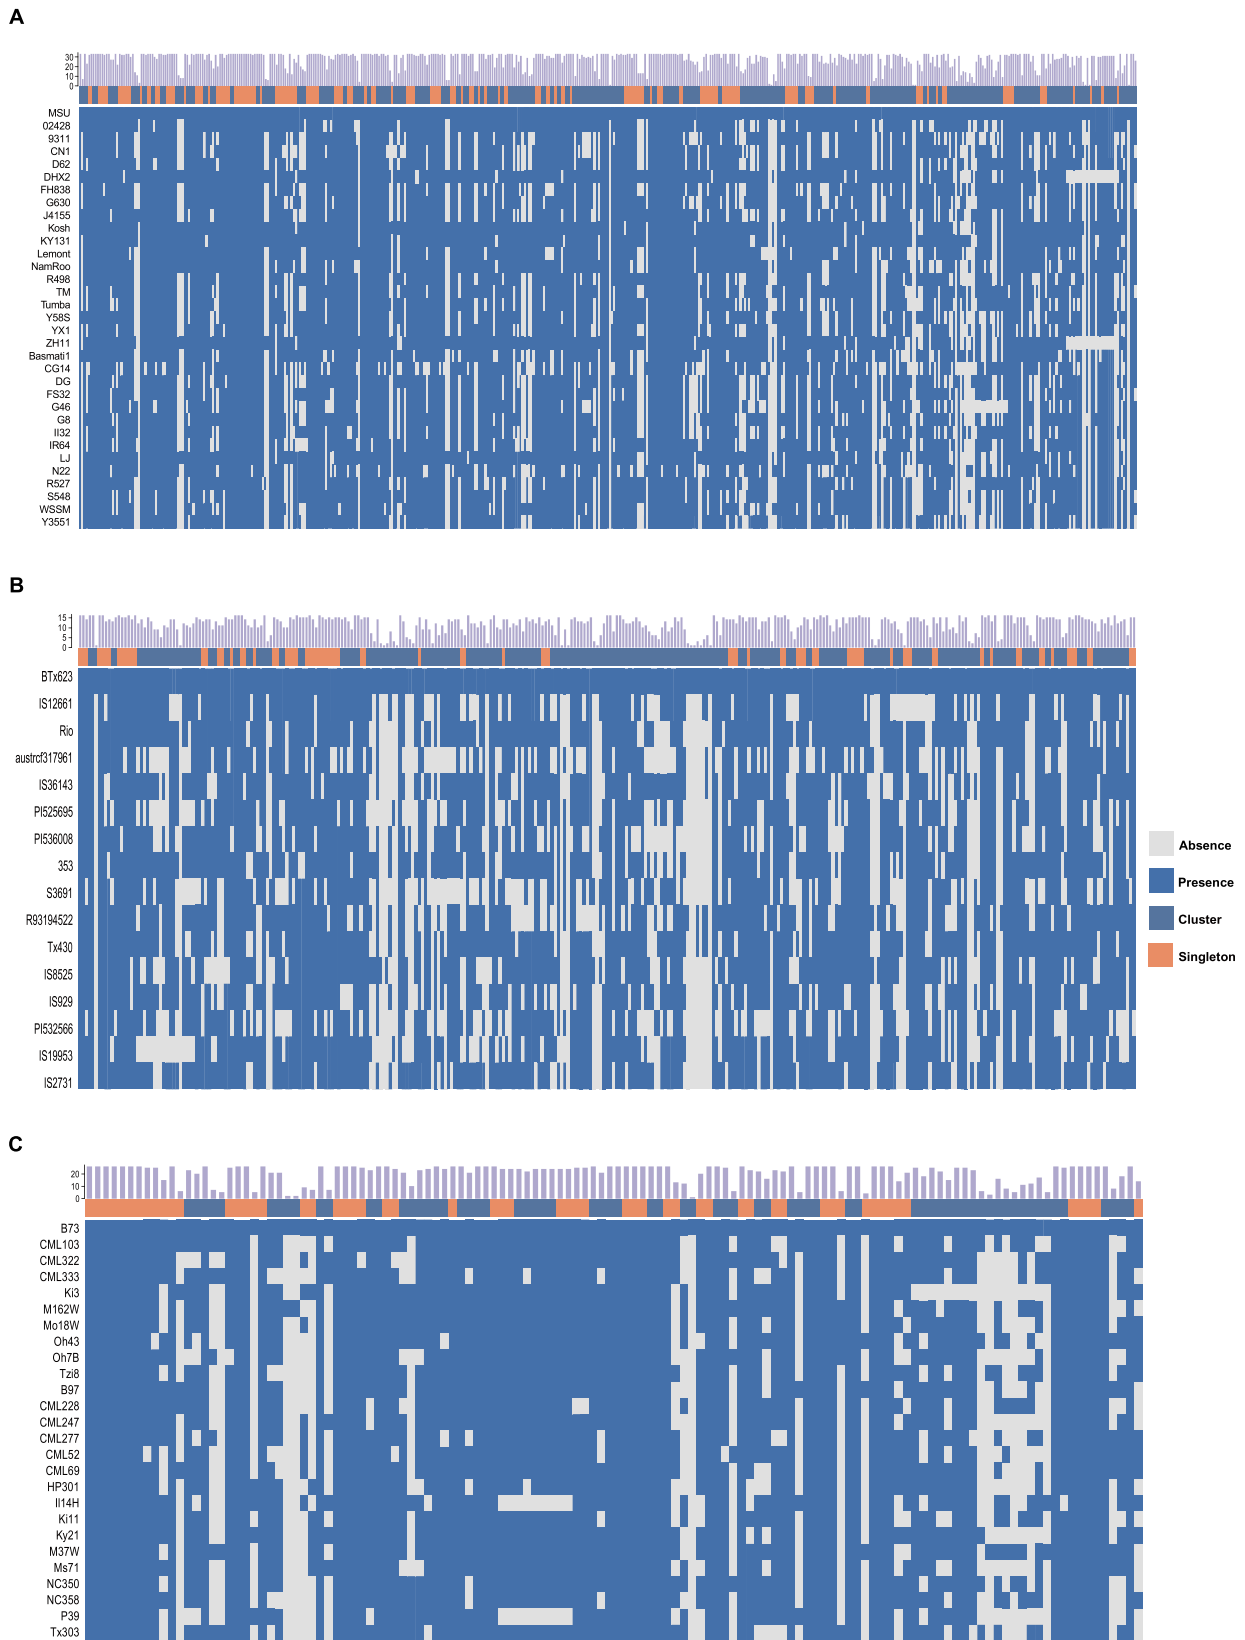 A
30
20
10
0
MSU
02428
9311
CN1
D62
DHX2
FH838
G630
J4155
Kosh
KY131
Lemont
NamRoo
R498
TM
Tumba
Y58S
YX1
ZH11
Basmati1
CG14
DG
FS32
G46
G8
II32
IR64
LJ
N22
R527
S548
WSSM
Y3551
B
15
10
5
0
BTx623
IS12661
Rio
austrcf317961
IS36143
PI525695
PI536008
353
S3691
R93194522
Tx430
IS8525
IS929
PI532566
IS19953
IS2731
Absence
Presence
Cluster
Singleton
C
20
10
0
B73
CML103
CML322
CML333
Ki3
M162W
Mo18W
Oh43
Oh7B
Tzi8
B97
CML228
CML247
CML277
CML52
CML69
HP301
Il14H
Ki11
Ky21
M37W
Ms71
NC350
NC358
P39
Tx303